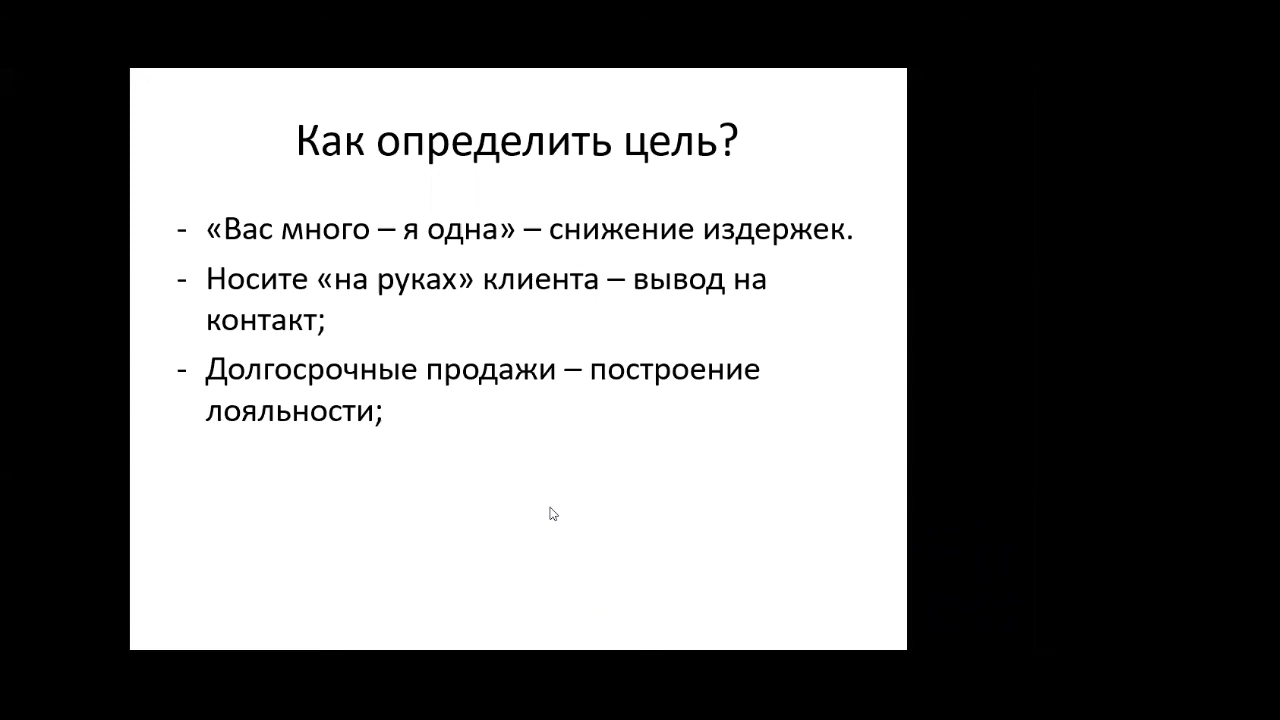 Как определить цель?
- «Вас много – я одна» – снижение издержек.
- Носите «на руках» клиента – вывод на
контакт;
- Долгосрочные продажи – построение
лояльности;